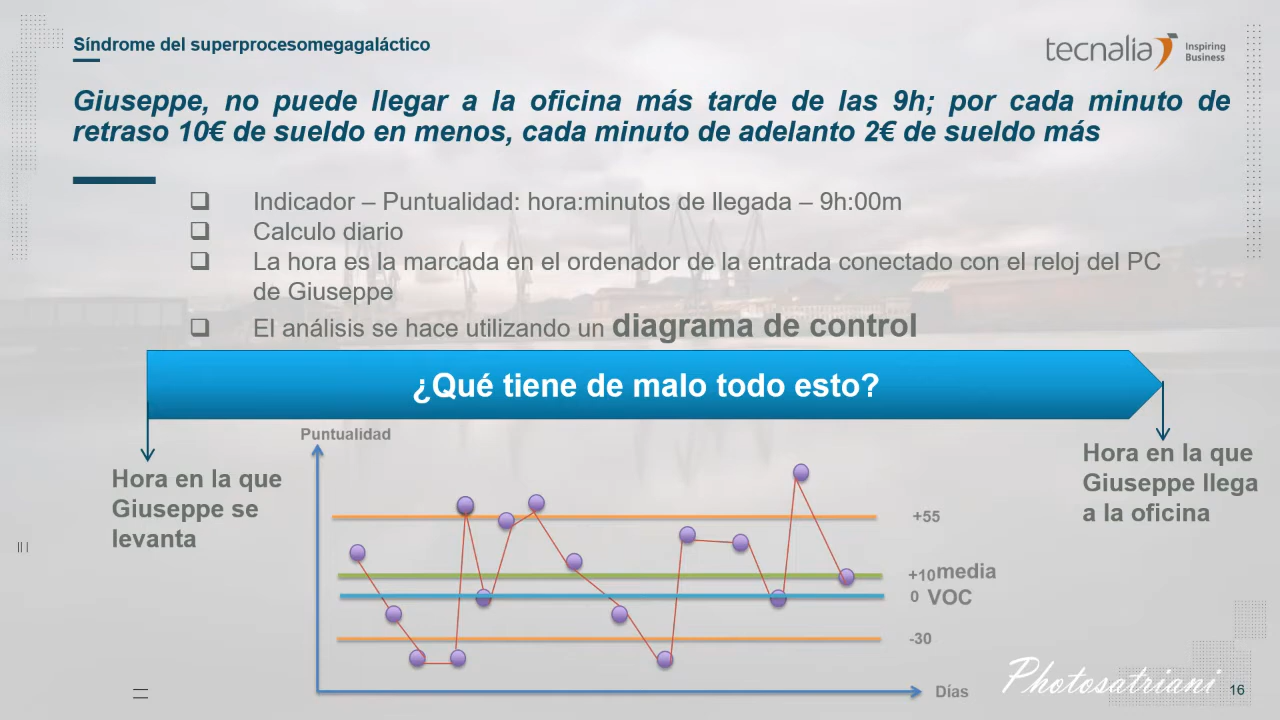 Síndrome del superprocesomegagaláctico
tecnalia Inspiring Business
Giuseppe, no puede llegar a la oficina más tarde de las 9h; por cada minuto de
retraso 10€ de sueldo en menos, cada minuto de adelanto 2€ de sueldo más
Indicador – Puntualidad: hora:minutos de llegada – 9h:00m
Calculo diario
La hora es la marcada en el ordenador de la entrada conectado con el reloj del PC
de Giuseppe
El análisis se hace utilizando un diagrama de control
¿Qué tiene de malo todo esto?
Puntualidad
Hora en la que
Giuseppe se
levanta
Hora en la que
Giuseppe llega
a la oficina
+55
+10 media
0 VOC
-30
Días
Photosatriani
16